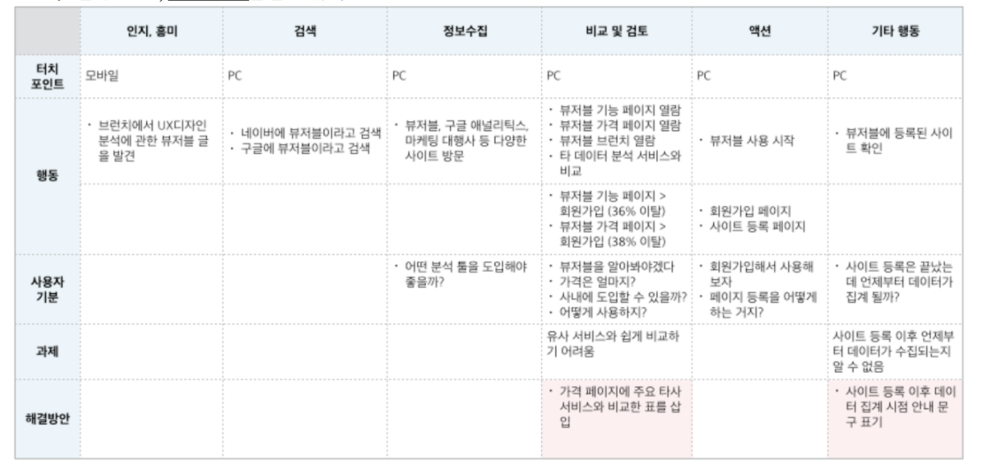 인지, 흥미
검색
정보수집
비교 및 검토
액션
기타 행동
터치
포인트
모바일
PC
PC
PC
PC
PC
행동
· 브런치에서 UX디자인
분석에 관한 뷰저블 글
을 발견
· 네이버에 뷰저블이라고 검색
· 구글에 뷰저블이라고 검색
· 뷰저블, 구글 애널리틱스,
마케팅 대행사 등 다양한
사이트 방문
· 뷰저블 기능 페이지 열람
· 뷰저블 가격 페이지 열람
· 뷰저블 브런치 열람
· 타 데이터 분석 서비스와
비교
· 뷰저블 사용 시작
· 뷰저블에 등록된 사이
트 확인
· 뷰저블 기능 페이지 >
회원가입 (36% 이탈)
· 뷰저블 가격 페이지 >
회원가입 (38% 이탈)
· 회원가입 페이지
· 사이트 등록 페이지
사용자
기분
· 어떤 분석 툴을 도입해야
좋을까?
· 뷰저블을 알아봐야겠다
· 가격은 얼마지?
· 사내에 도입할 수 있을까?
· 어떻게 사용하지?
· 회원가입해서 사용해
보자
· 페이지 등록을 어떻게
하는 거지?
· 사이트 등록은 끝났는
데 언제부터 데이터가
집계 될까?
과제
유사 서비스와 쉽게 비교하
기 어려움
사이트 등록 이후 언제부
터 데이터가 수집되는지
알 수 없음
해결방안
· 가격 페이지에 주요 타사
서비스와 비교한 표를 삽
입
· 사이트 등록 이후 데이
터 집계 시점 안내 문
구 표기